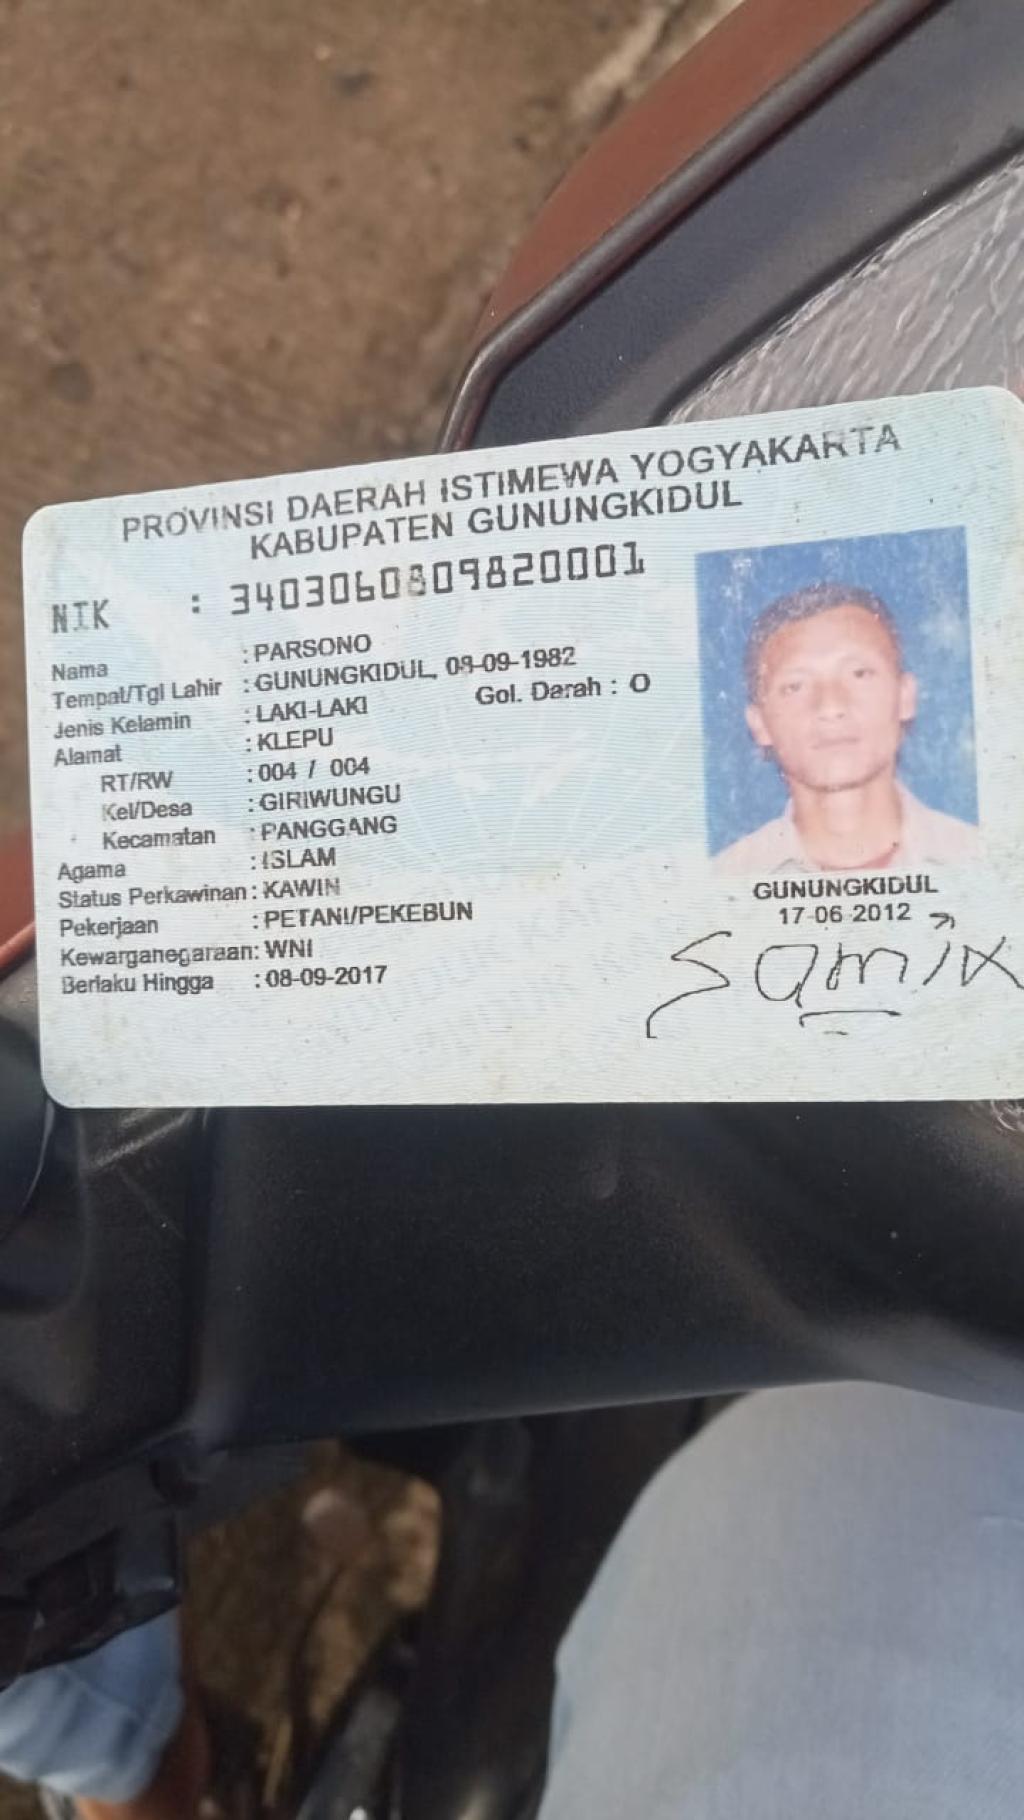 PROVINSI DAERAH ISTIMEWA YOGYAKARTA
KABUPATEN GUNUNGKIDUL
NIK : 3403060809820001
Nama : PARSONO
Tempat/Tgl Lahir : GUNUNGKIDUL, 08-09-1982
Jenis Kelamin : LAKI-LAKI Gol. Darah : O
Alamat : KLEPU
RT/RW : 004 / 004
Kel/Desa : GIRIWUNGU
Kecamatan : PANGGANG
Agama : ISLAM
Status Perkawinan : KAWIN
Pekerjaan : PETANI/PEKEBUN
Kewarganegaraan: WNI
Berlaku Hingga : 08-09-2017
GUNUNGKIDUL
17-06-2012